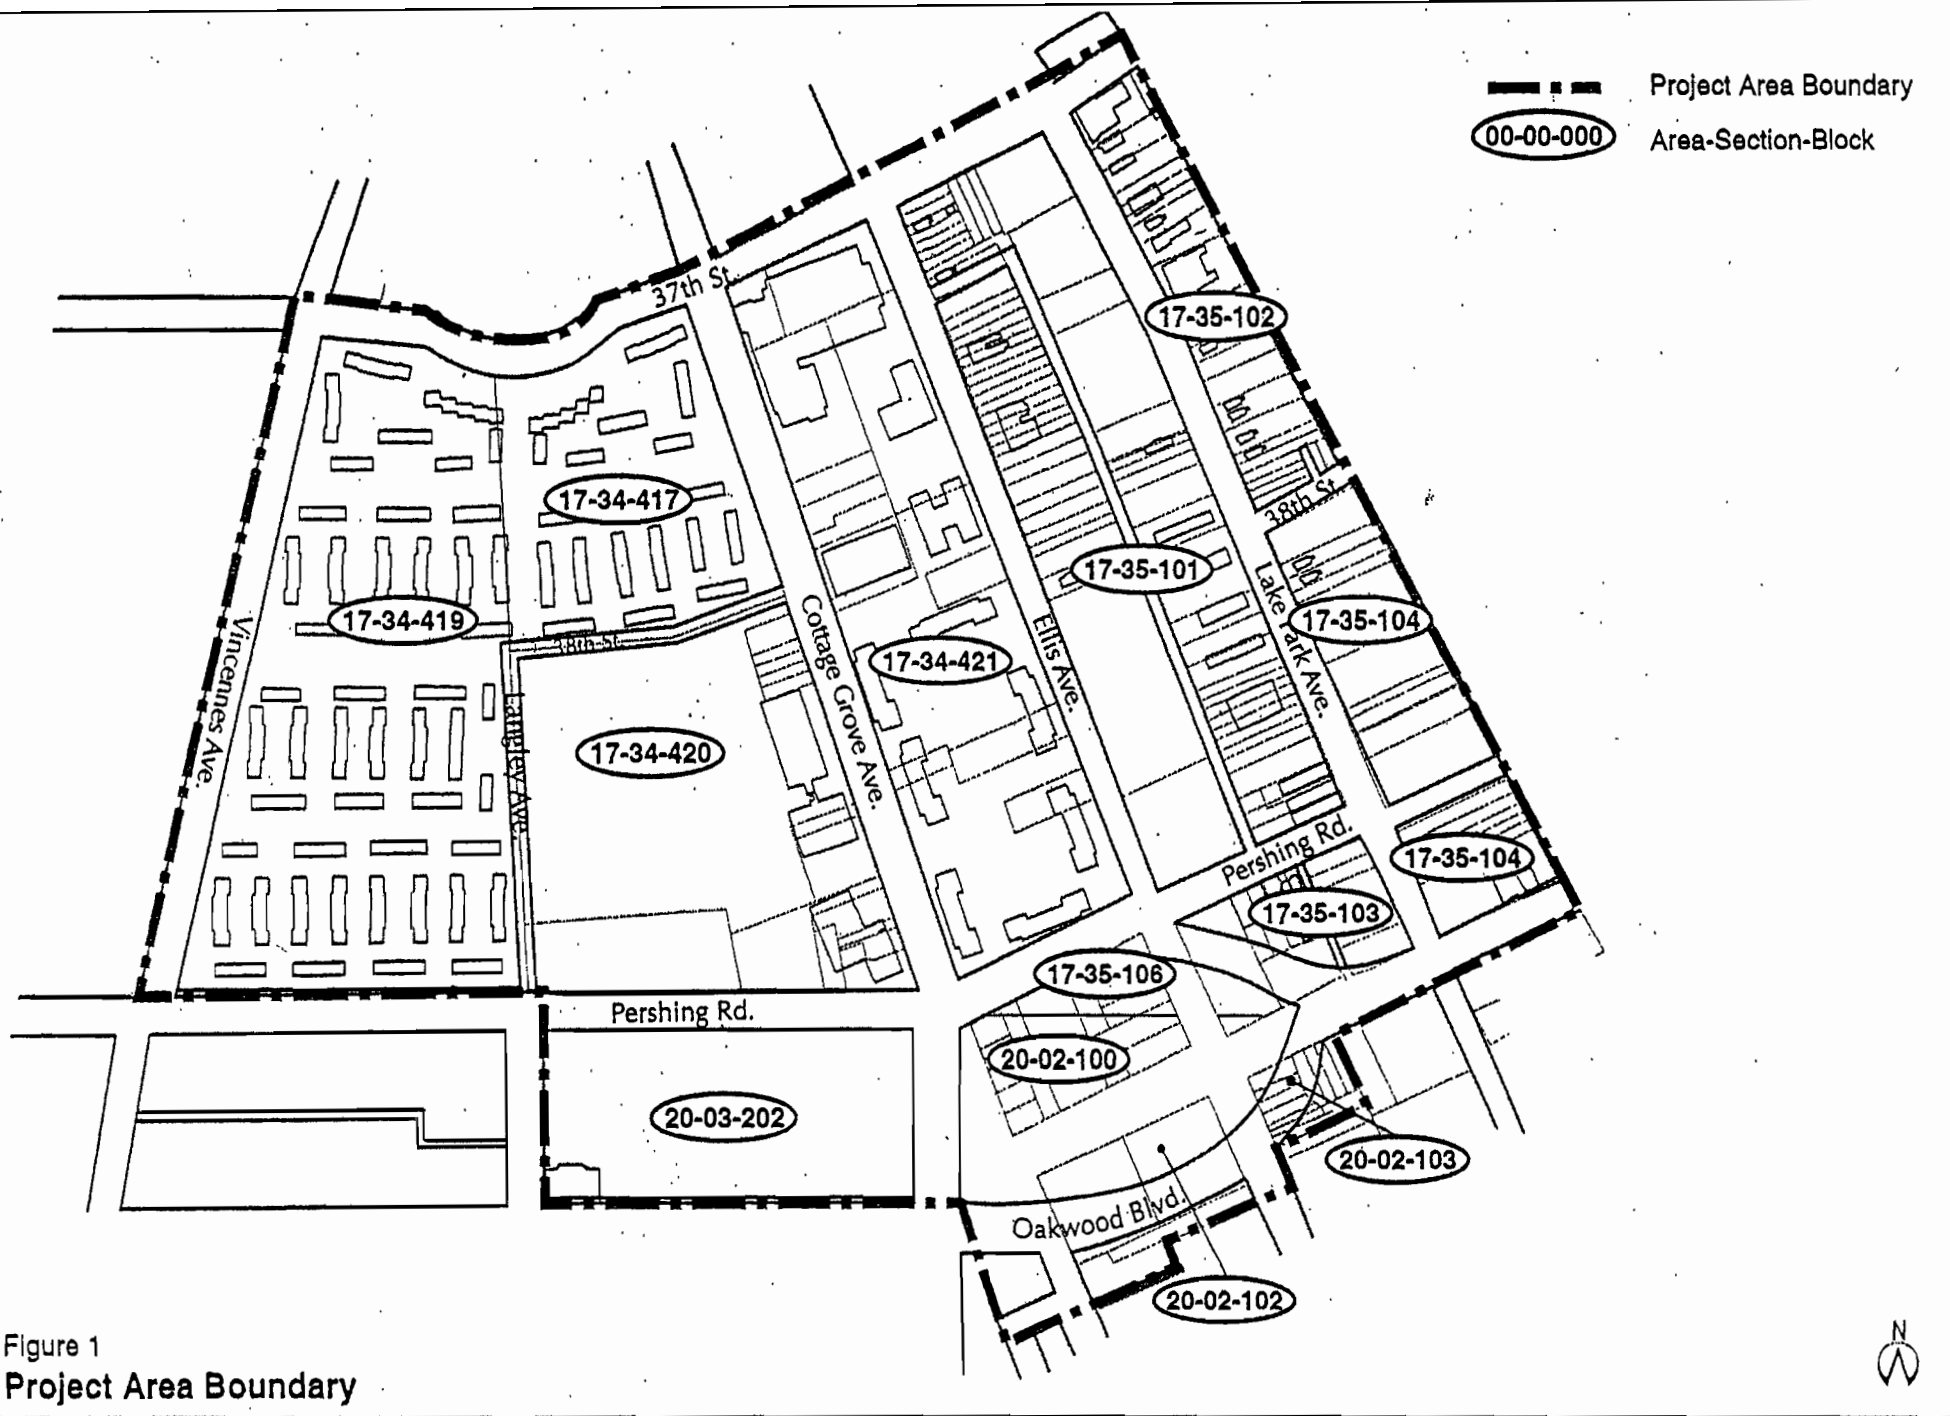 Project Area Boundary
00-00-000
Area-Section-Block
37th St.
17-35-102
17-34-417
38th St.
17-35-101
17-34-419
38th St.
Lake Park Ave.
17-35-104
Vincennes Ave.
Cottage Grove Ave.
17-34-421
Ellis Ave.
Langley Ave.
17-34-420
Pershing Rd.
17-35-104
17-35-103
17-35-106
Pershing Rd.
20-02-100
20-03-202
20-02-103
Oakwood Blvd.
20-02-102
Figure 1
Project Area Boundary
N